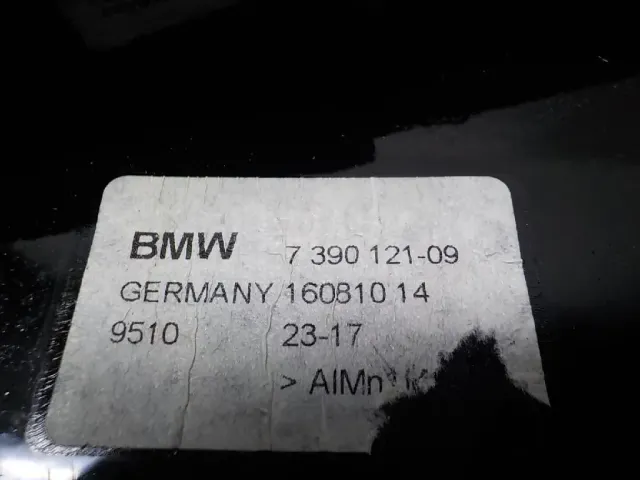 BMW 7 390 121-09
GERMANY 160810 14
9510 23-17
> AlMn